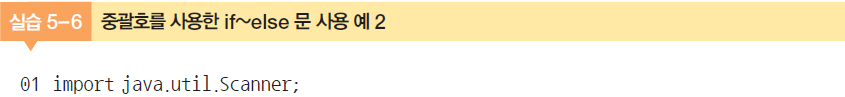 실습 5-6 중괄호를 사용한 if~else 문 사용 예 2
01 import java.util.Scanner;